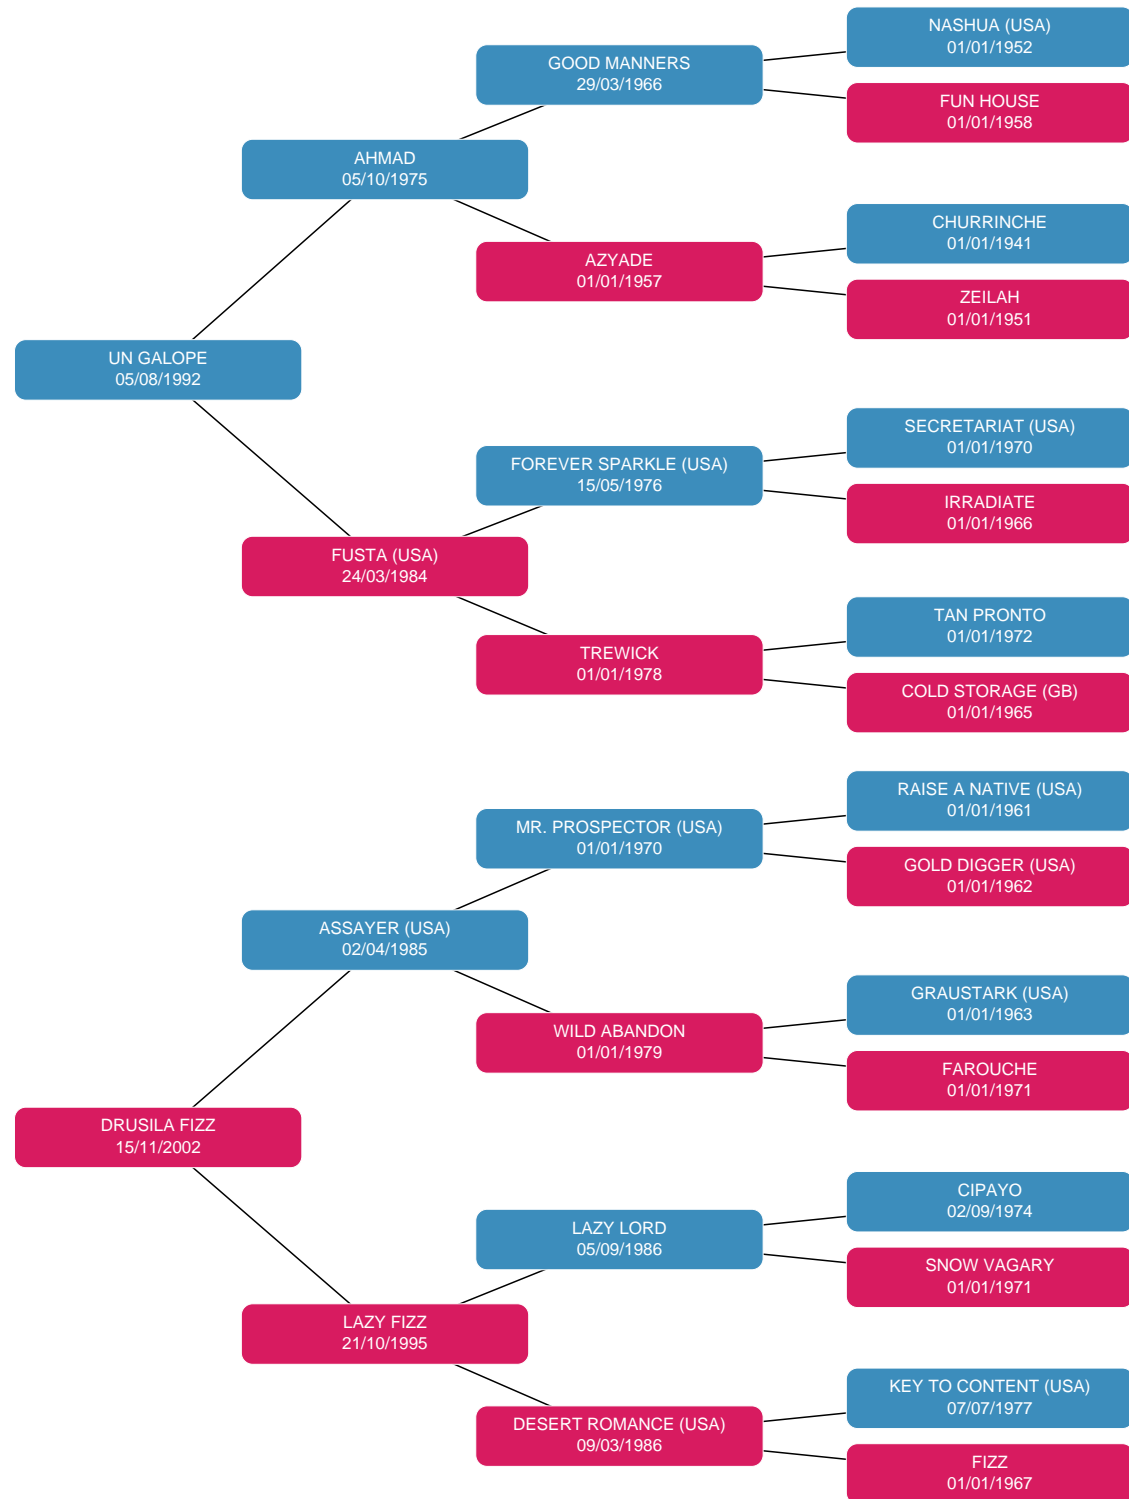 NASHUA (USA)
01/01/1952
GOOD MANNERS
29/03/1966
FUN HOUSE
01/01/1958
AHMAD
05/10/1975
CHURRINCHE
01/01/1941
AZYADE
01/01/1957
ZEILAH
01/01/1951
UN GALOPE
05/08/1992
SECRETARIAT (USA)
01/01/1970
FOREVER SPARKLE (USA)
15/05/1976
IRRADIATE
01/01/1966
FUSTA (USA)
24/03/1984
TAN PRONTO
01/01/1972
TREWICK
01/01/1978
COLD STORAGE (GB)
01/01/1965
RAISE A NATIVE (USA)
01/01/1961
MR. PROSPECTOR (USA)
01/01/1970
GOLD DIGGER (USA)
01/01/1962
ASSAYER (USA)
02/04/1985
GRAUSTARK (USA)
01/01/1963
WILD ABANDON
01/01/1979
FAROUCHE
01/01/1971
DRUSILA FIZZ
15/11/2002
CIPAYO
02/09/1974
LAZY LORD
05/09/1986
SNOW VAGARY
01/01/1971
LAZY FIZZ
21/10/1995
KEY TO CONTENT (USA)
07/07/1977
DESERT ROMANCE (USA)
09/03/1986
FIZZ
01/01/1967